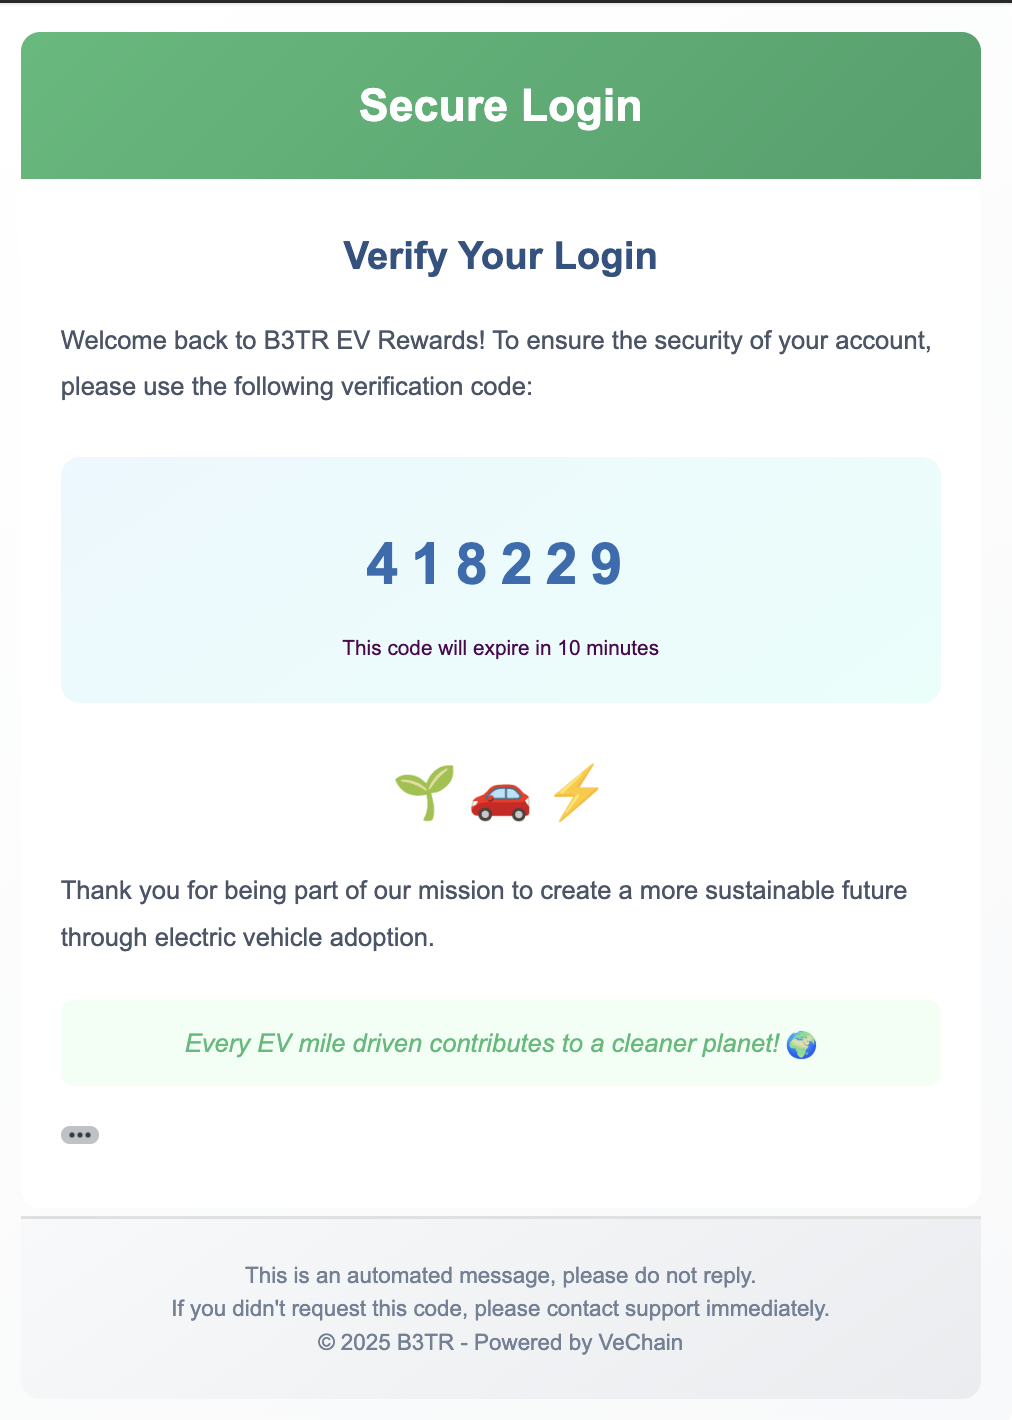 Secure Login
Verify Your Login
Welcome back to B3TR EV Rewards! To ensure the security of your account,
please use the following verification code:
418229
This code will expire in 10 minutes
Thank you for being part of our mission to create a more sustainable future
through electric vehicle adoption.
Every EV mile driven contributes to a cleaner planet! 🌍
This is an automated message, please do not reply.
If you didn't request this code, please contact support immediately.
© 2025 B3TR - Powered by VeChain